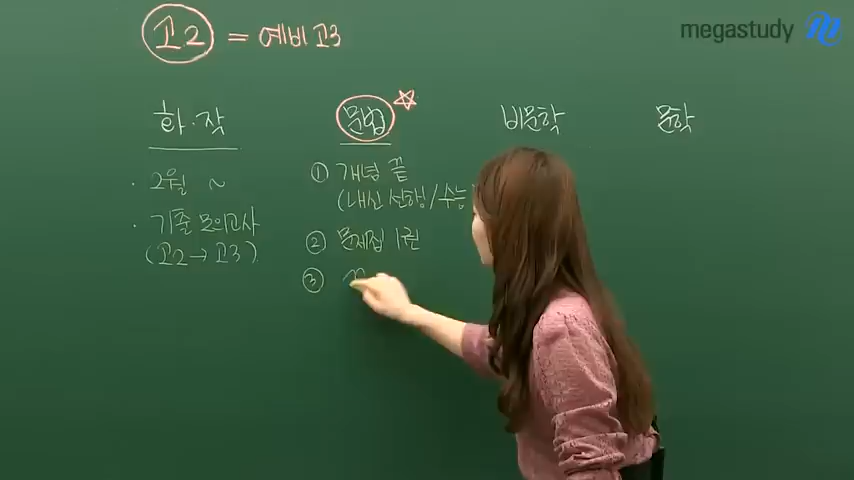 megastudy
고2 = 예비 고3
화·작
문법
비문학
문학
· 2월 ~
· 기출 모의고사
(고2→고3)
① 개념 끝
(내신 선행/수능
② 문제집 1권
③